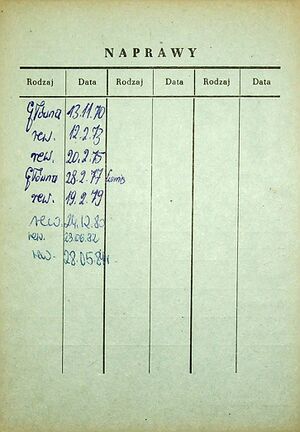 NAPRAWY
Rodzaj Data Rodzaj Data Rodzaj Data
główna 13.11.70
rew. 12.2.73
rew. 20.2.75
główna 28.2.77
rew. 19.2.79
rew. 24.12.80
rew. 23.06.82
rew. 28.05.84r.